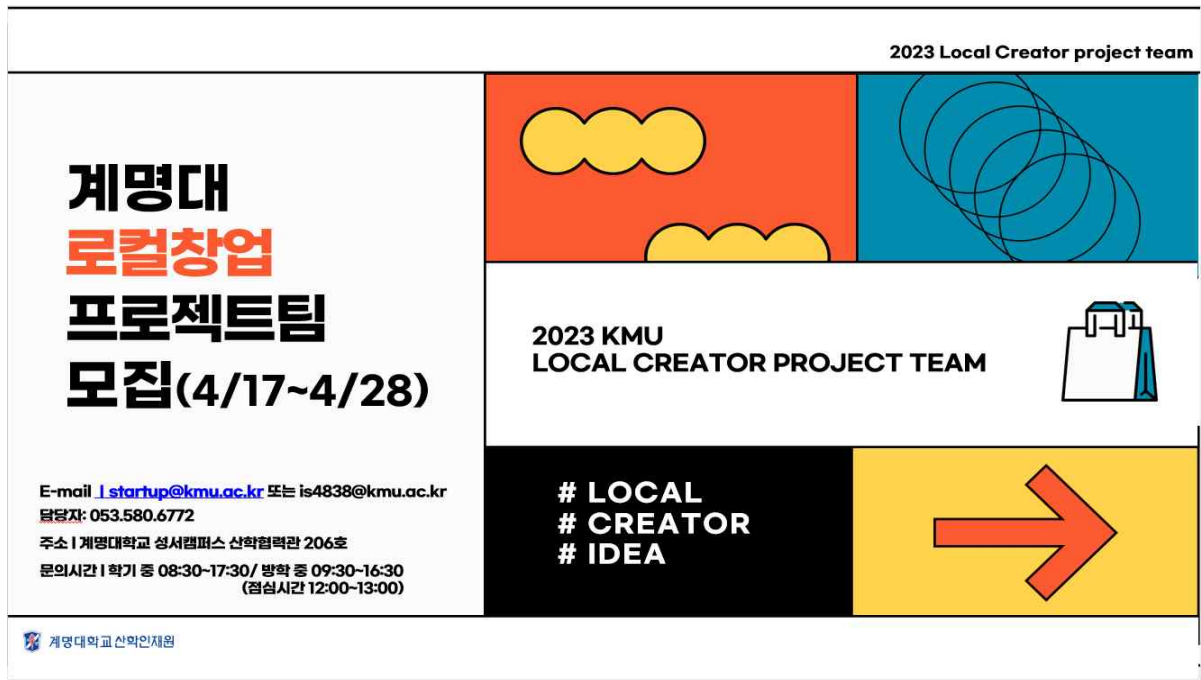 2023 Local Creator project team
계명대
로컬창업
프로젝트팀
모집(4/17~4/28)
E-mail | startup@kmu.ac.kr 또는 is4838@kmu.ac.kr
담당자: 053.580.6772
주소 | 계명대학교 성서캠퍼스 산학협력관 206호
문의시간 | 학기 중 08:30~17:30/ 방학 중 09:30~16:30
(점심시간 12:00~13:00)
2023 KMU
LOCAL CREATOR PROJECT TEAM
# LOCAL
# CREATOR
# IDEA
계명대학교산학인재원